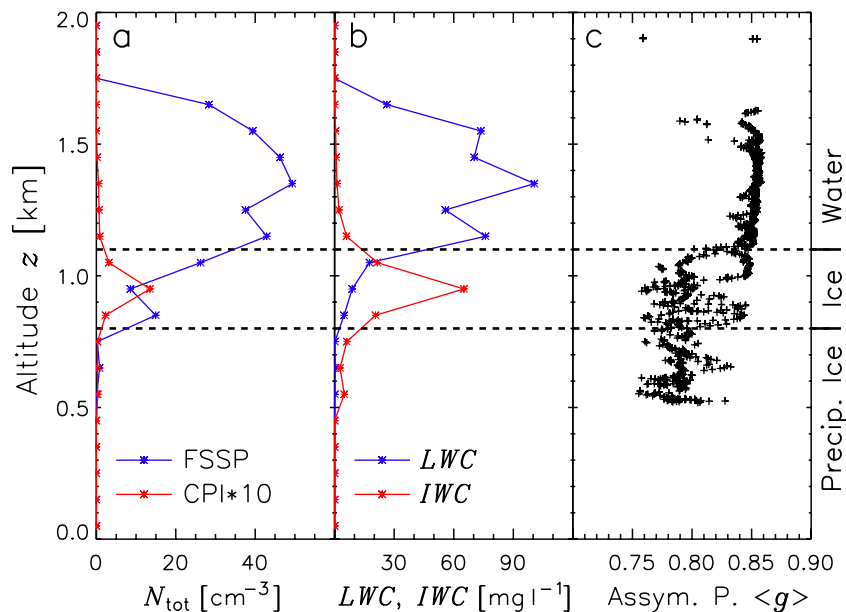 a
b
c
2.0
1.5
1.0
0.5
0.0
Altitude z [km]
FSSP
CPI*10
LWC
IWC
Water
Ice
Precip. Ice
0 20 40
30 60 90
0.75 0.80 0.85 0.90
N_tot [cm⁻³]
LWC, IWC [mg l⁻¹]
Assym. P. <g>